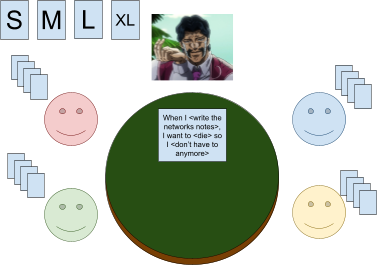 S M L XL
When I <write the
networks notes>,
I want to <die> so
I <don't have to
anymore>